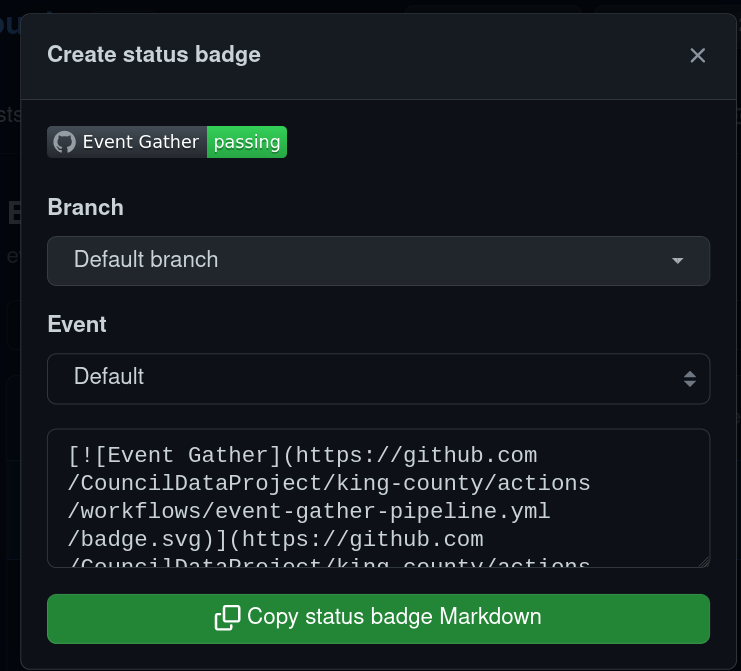 Create status badge
Event Gather passing
Branch
Default branch
Event
Default
[![Event Gather](https://github.com
/CouncilDataProject/king-county/actions
/workflows/event-gather-pipeline.yml
/badge.svg)](https://github.com
/CouncilDataProject/king-county/actions
Copy status badge Markdown